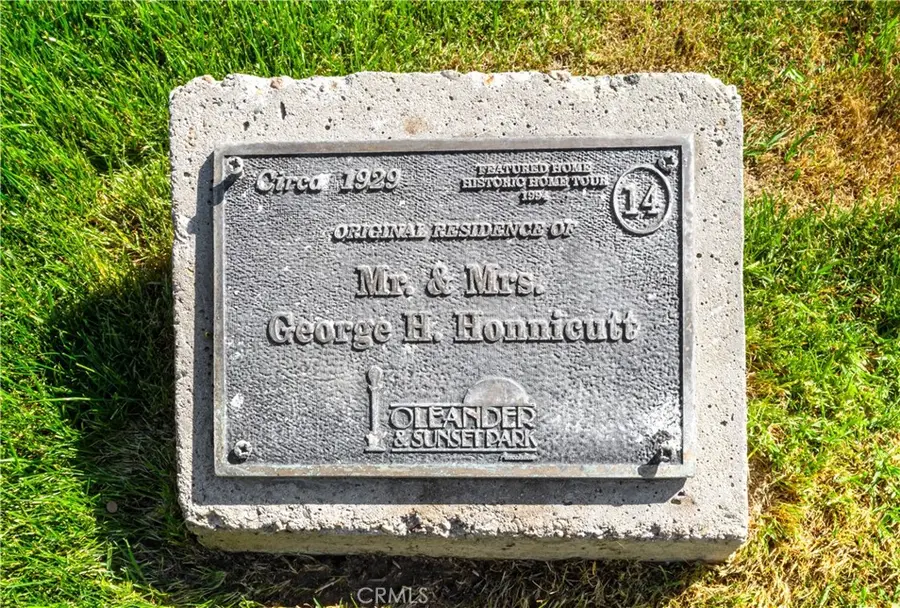 Circa 1929
FEATURED HOME
HISTORIC HOME TOUR
1994
14
ORIGINAL RESIDENCE OF
Mr. & Mrs.
George H. Honnicutt
OLEANDER
& SUNSET PARK
CRMLS